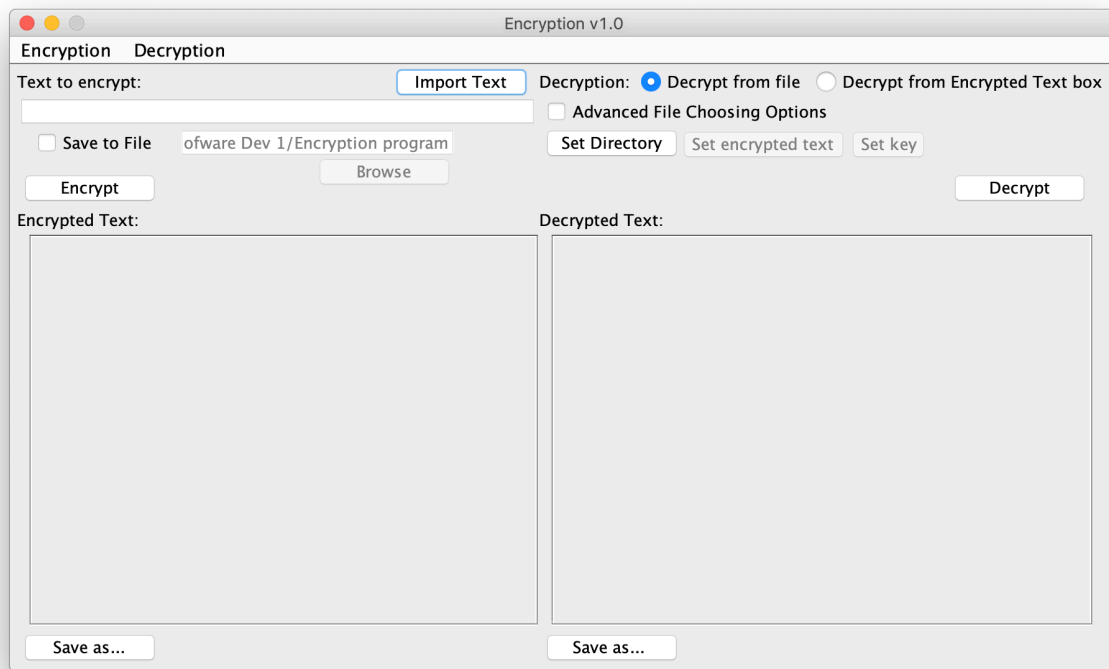 Encryption v1.0
Encryption Decryption
Text to encrypt: Import Text
Decryption: Decrypt from file Decrypt from Encrypted Text box
Advanced File Choosing Options
Save to File ofware Dev 1/Encryption program
Set Directory Set encrypted text Set key
Browse
Encrypt
Decrypt
Encrypted Text:
Decrypted Text:
Save as...
Save as...